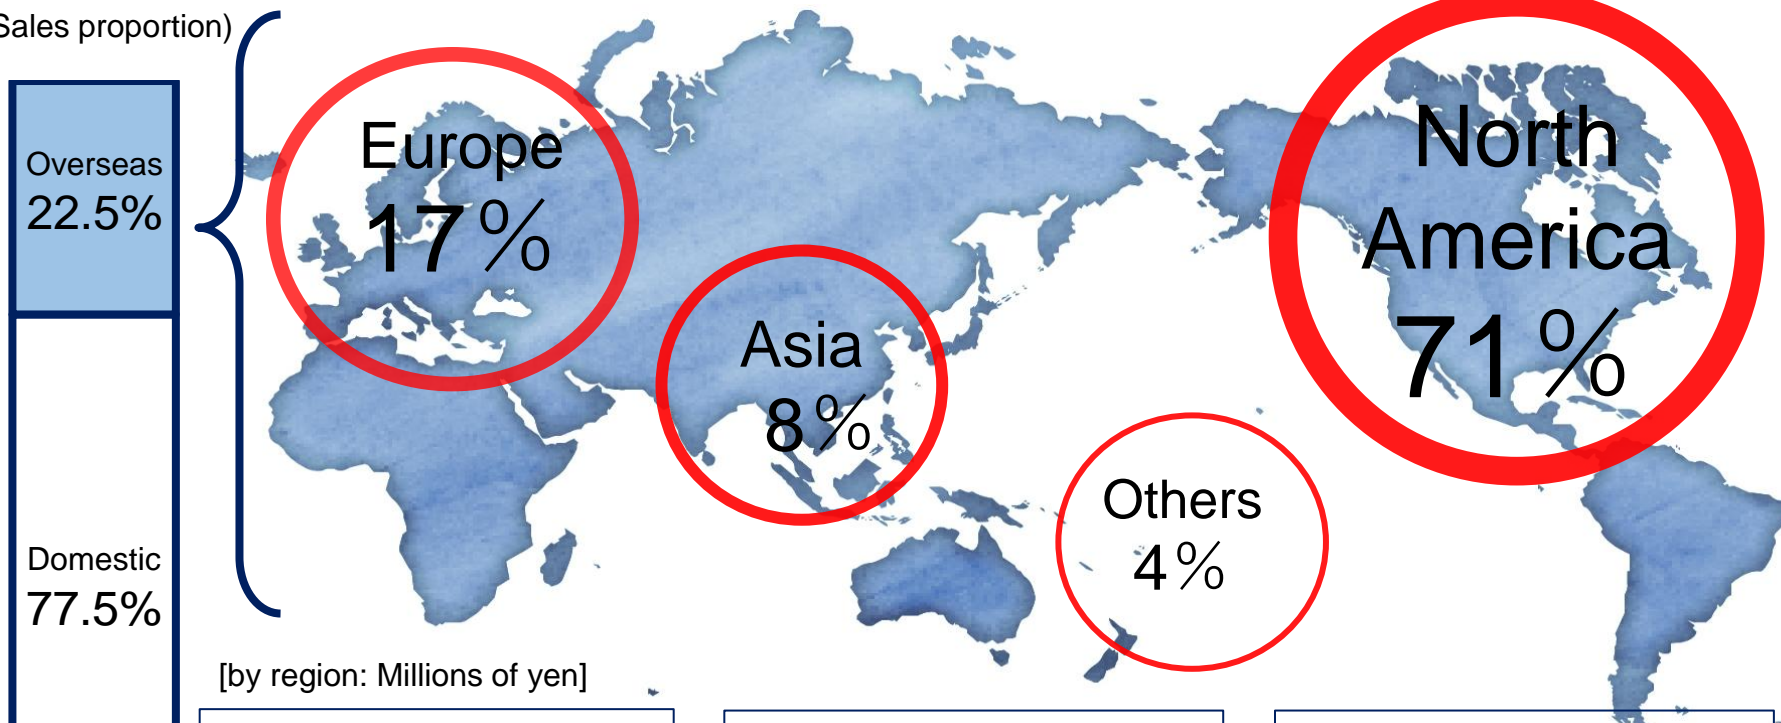 Sales proportion)
Overseas
22.5%
Domestic
77.5%
Europe
17%
Asia
8%
Others
4%
North
America
71%
[by region: Millions of yen]